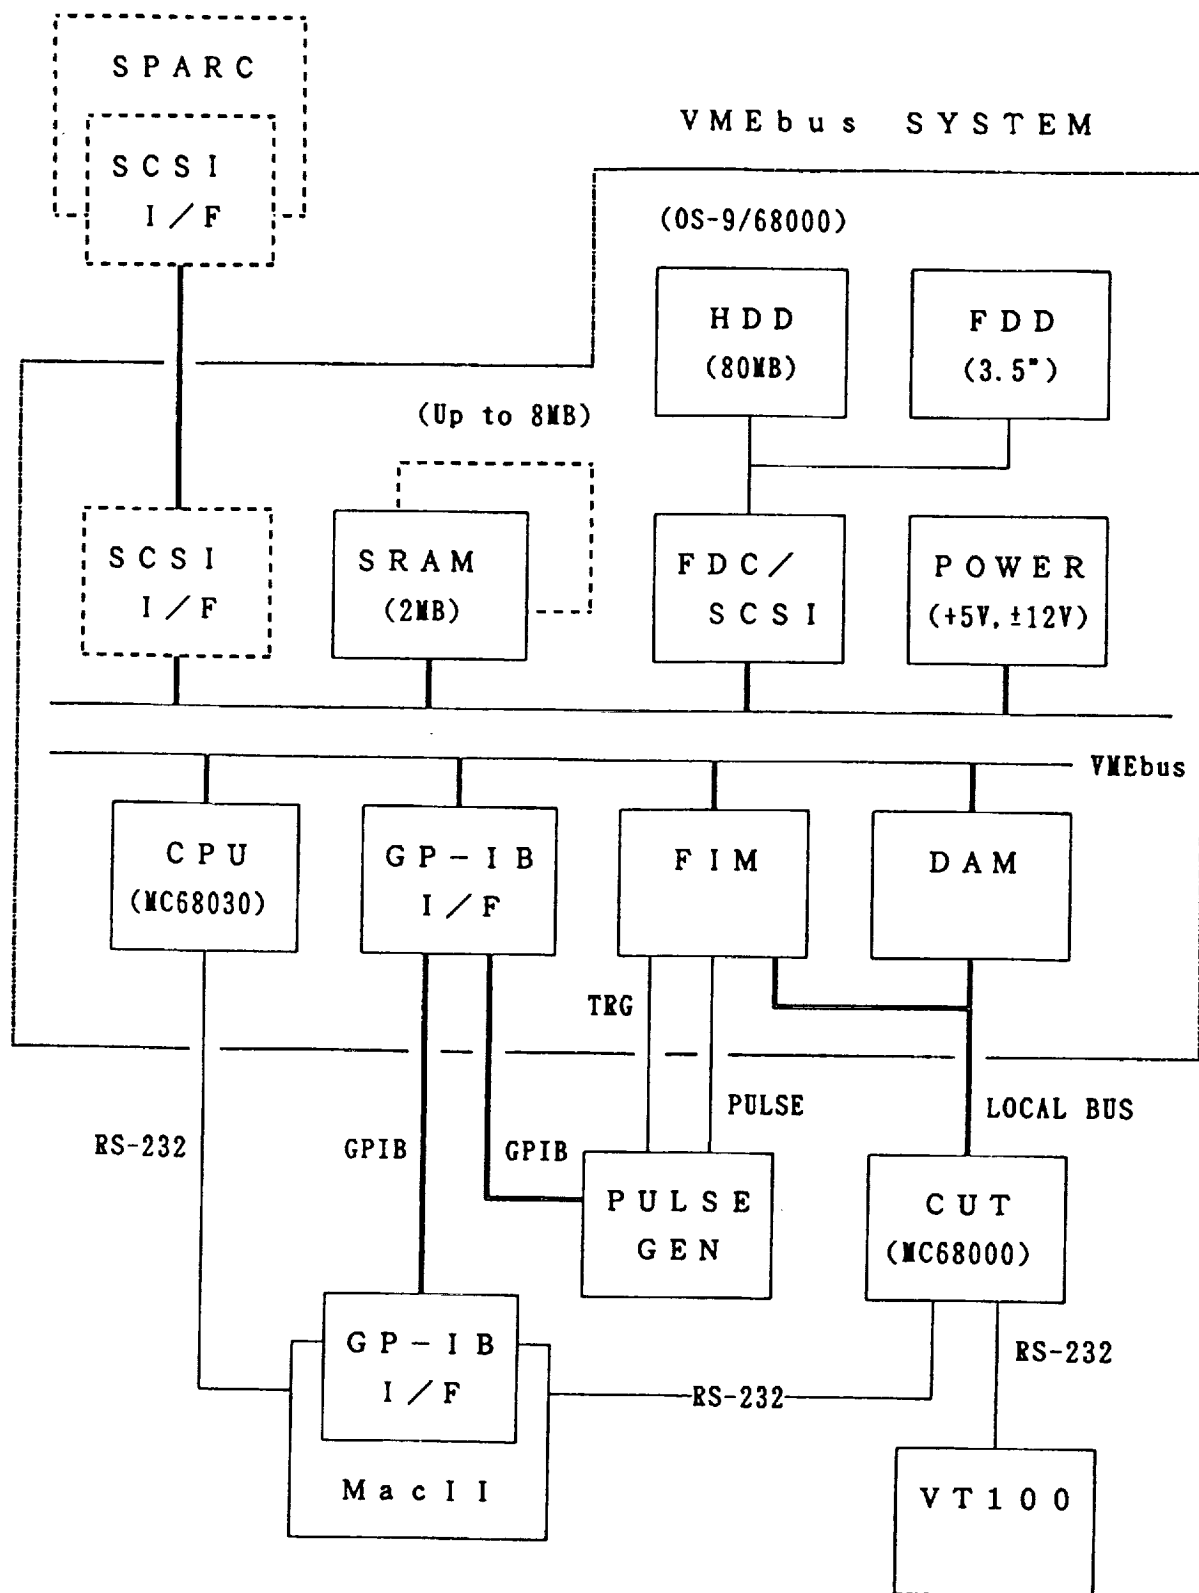 SPARC
SCSI
I/F
VMEbus SYSTEM
(OS-9/68000)
HDD
(80MB)
FDD
(3.5")
(Up to 8MB)
SCSI
I/F
SRAM
(2MB)
FDC/
SCSI
POWER
(+5V, ±12V)
VMEbus
CPU
(MC68030)
GP-IB
I/F
FIM
DAM
TRG
PULSE
LOCAL BUS
RS-232
GPIB
GPIB
PULSE
GEN
CUT
(MC68000)
GP-IB
I/F
RS-232
RS-232
MacII
VT100